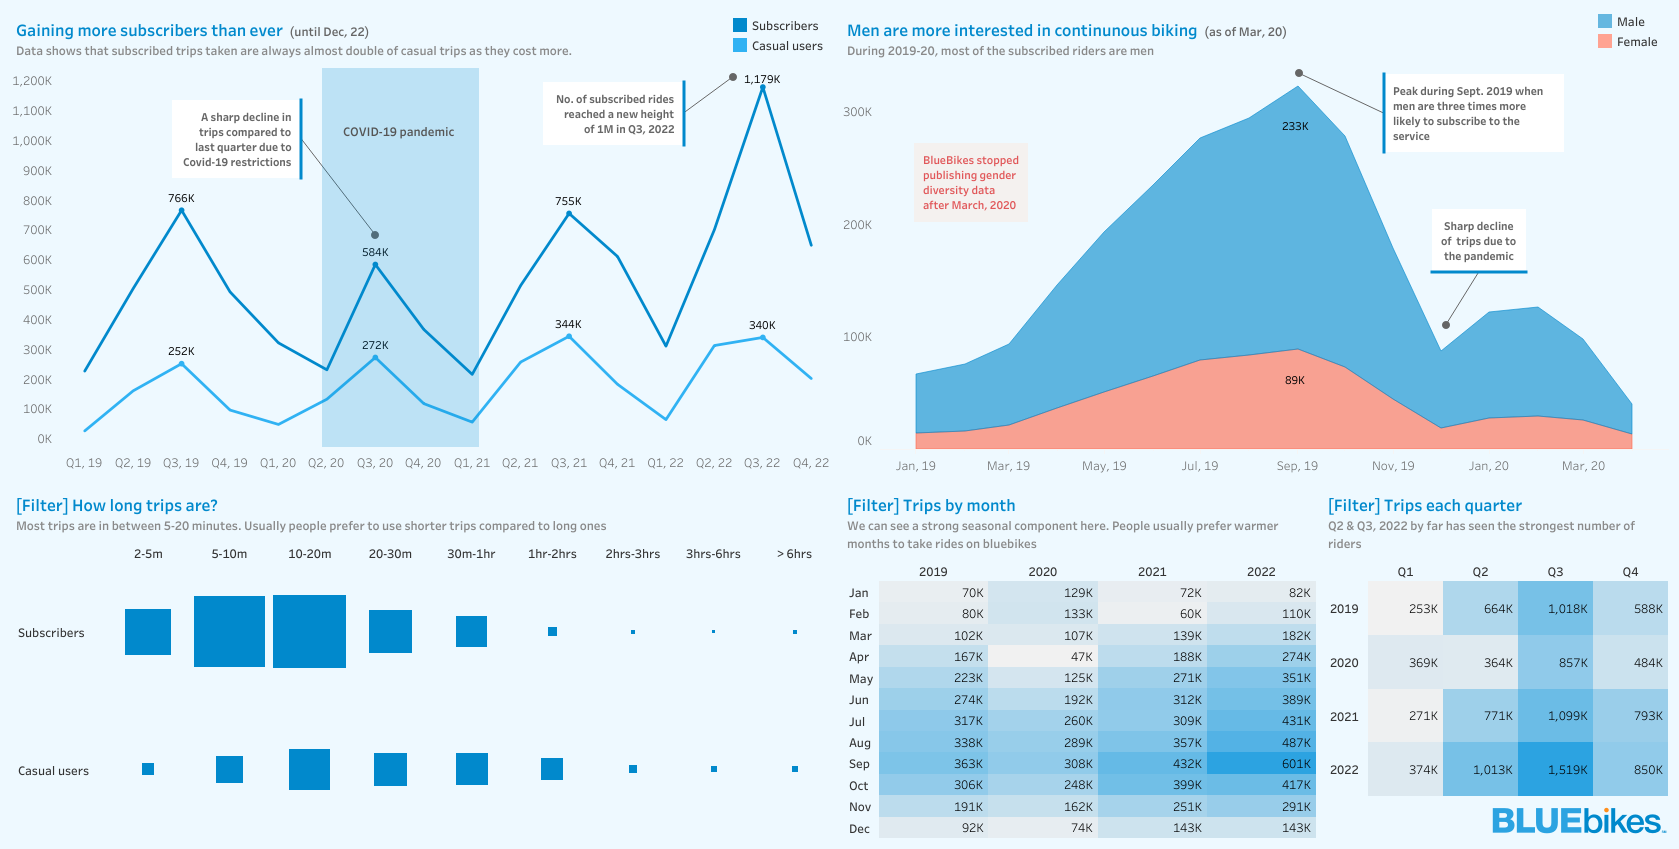 Gaining more subscribers than ever (until Dec, 22)
Data shows that subscribed trips taken are always almost double of casual trips as they cost more.
Subscribers
Casual users
1,200K
1,100K
1,000K
900K
800K
700K
600K
500K
400K
300K
200K
100K
0K
A sharp decline in
trips compared to
last quarter due to
Covid-19 restrictions
COVID-19 pandemic
No. of subscribed rides
reached a new height
of 1M in Q3, 2022
766K
584K
755K
1,179K
252K
272K
344K
340K
Q1, 19 Q2, 19 Q3, 19 Q4, 19 Q1, 20 Q2, 20 Q3, 20 Q4, 20 Q1, 21 Q2, 21 Q3, 21 Q4, 21 Q1, 22 Q2, 22 Q3, 22 Q4, 22
Men are more interested in continunous biking (as of Mar, 20)
During 2019-20, most of the subscribed riders are men
Male
Female
300K
200K
100K
0K
BlueBikes stopped
publishing gender
diversity data
after March, 2020
233K
89K
Peak during Sept. 2019 when
men are three times more
likely to subscribe to the
service
Sharp decline
of trips due to
the pandemic
Jan, 19 Mar, 19 May, 19 Jul, 19 Sep, 19 Nov, 19 Jan, 20 Mar, 20
[Filter] How long trips are?
Most trips are in between 5-20 minutes. Usually people prefer to use shorter trips compared to long ones
2-5m 5-10m 10-20m 20-30m 30m-1hr 1hr-2hrs 2hrs-3hrs 3hrs-6hrs > 6hrs
Subscribers
Casual users
[Filter] Trips by month
We can see a strong seasonal component here. People usually prefer warmer
months to take rides on bluebikes
2019 2020 2021 2022
Jan 70K 129K 72K 82K
Feb 80K 133K 60K 110K
Mar 102K 107K 139K 182K
Apr 167K 47K 188K 274K
May 223K 125K 271K 351K
Jun 274K 192K 312K 389K
Jul 317K 260K 309K 431K
Aug 338K 289K 357K 487K
Sep 363K 308K 432K 601K
Oct 306K 248K 399K 417K
Nov 191K 162K 251K 291K
Dec 92K 74K 143K 143K
[Filter] Trips each quarter
Q2 & Q3, 2022 by far has seen the strongest number of
riders
Q1 Q2 Q3 Q4
2019 253K 664K 1,018K 588K
2020 369K 364K 857K 484K
2021 271K 771K 1,099K 793K
2022 374K 1,013K 1,519K 850K
BLUEbikes